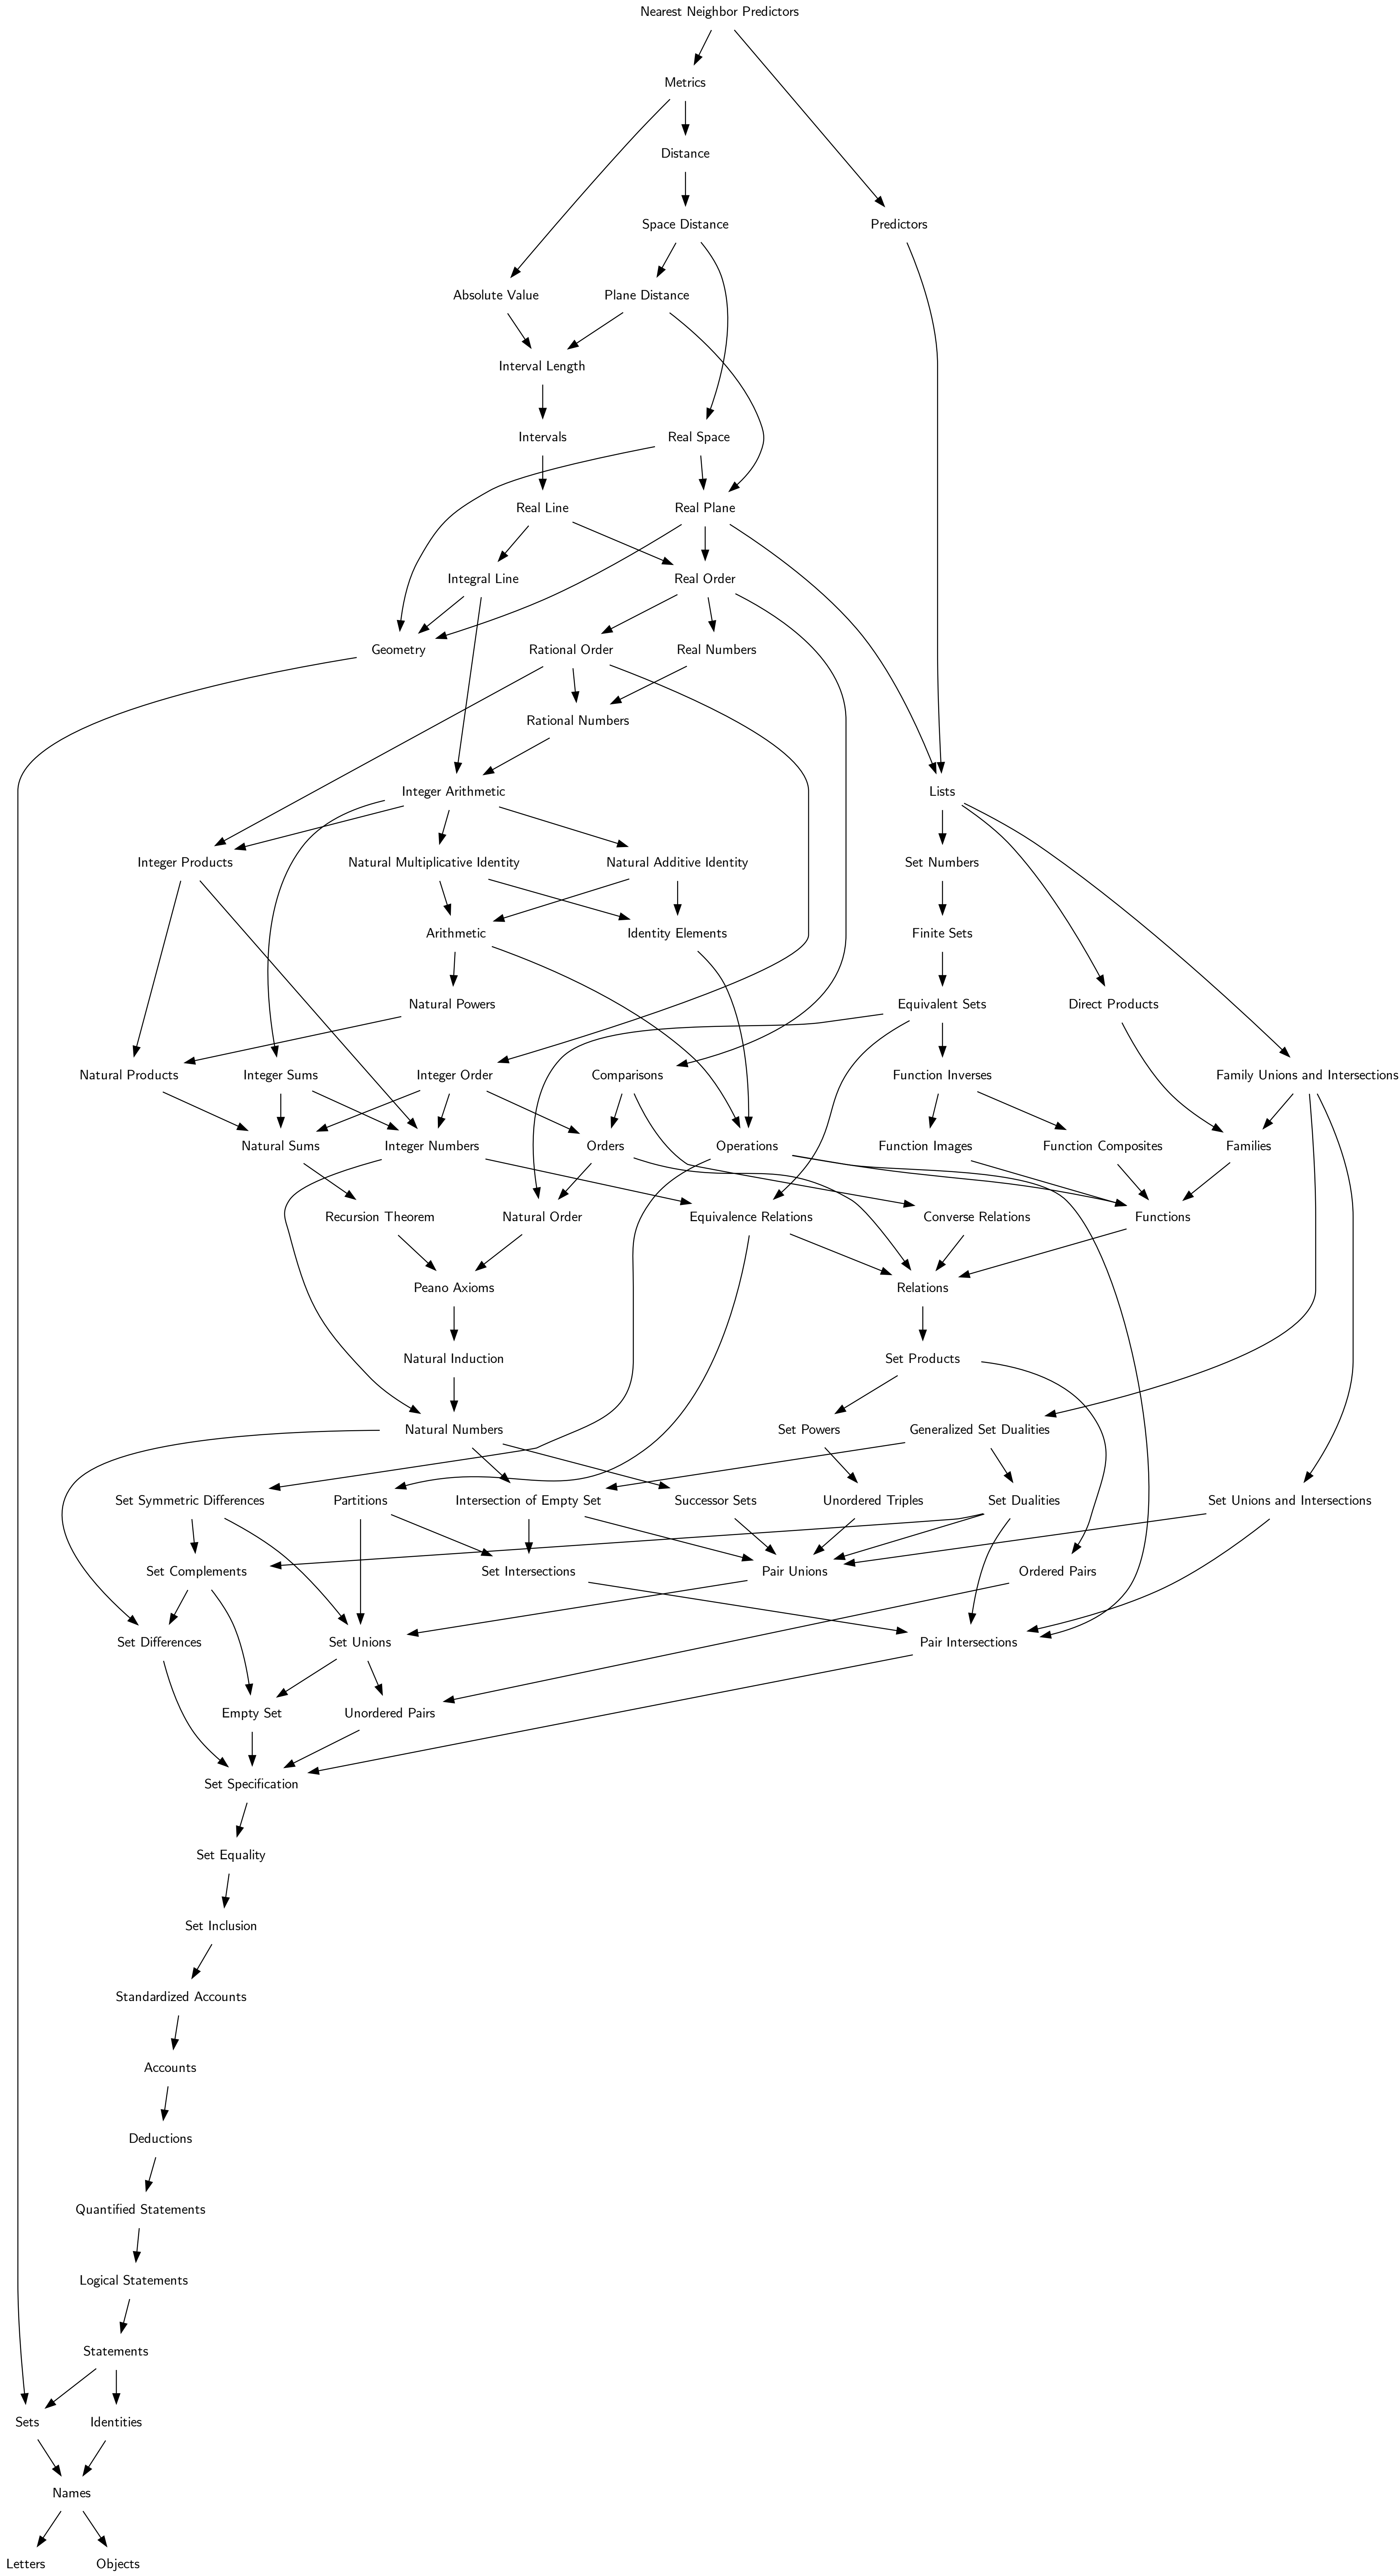 Nearest Neighbor Predictors
Metrics
Distance
Space Distance
Predictors
Absolute Value
Plane Distance
Interval Length
Intervals
Real Space
Real Line
Real Plane
Integral Line
Real Order
Geometry
Rational Order
Real Numbers
Rational Numbers
Integer Arithmetic
Lists
Integer Products
Natural Multiplicative Identity
Natural Additive Identity
Set Numbers
Arithmetic
Identity Elements
Finite Sets
Natural Powers
Equivalent Sets
Direct Products
Natural Products
Integer Sums
Integer Order
Comparisons
Function Inverses
Family Unions and Intersections
Natural Sums
Integer Numbers
Orders
Operations
Function Images
Function Composites
Families
Recursion Theorem
Natural Order
Equivalence Relations
Converse Relations
Functions
Peano Axioms
Relations
Natural Induction
Set Products
Natural Numbers
Set Powers
Generalized Set Dualities
Set Symmetric Differences
Partitions
Intersection of Empty Set
Successor Sets
Unordered Triples
Set Dualities
Set Unions and Intersections
Set Complements
Set Intersections
Pair Unions
Ordered Pairs
Set Differences
Set Unions
Pair Intersections
Empty Set
Unordered Pairs
Set Specification
Set Equality
Set Inclusion
Standardized Accounts
Accounts
Deductions
Quantified Statements
Logical Statements
Statements
Sets
Identities
Names
Letters
Objects